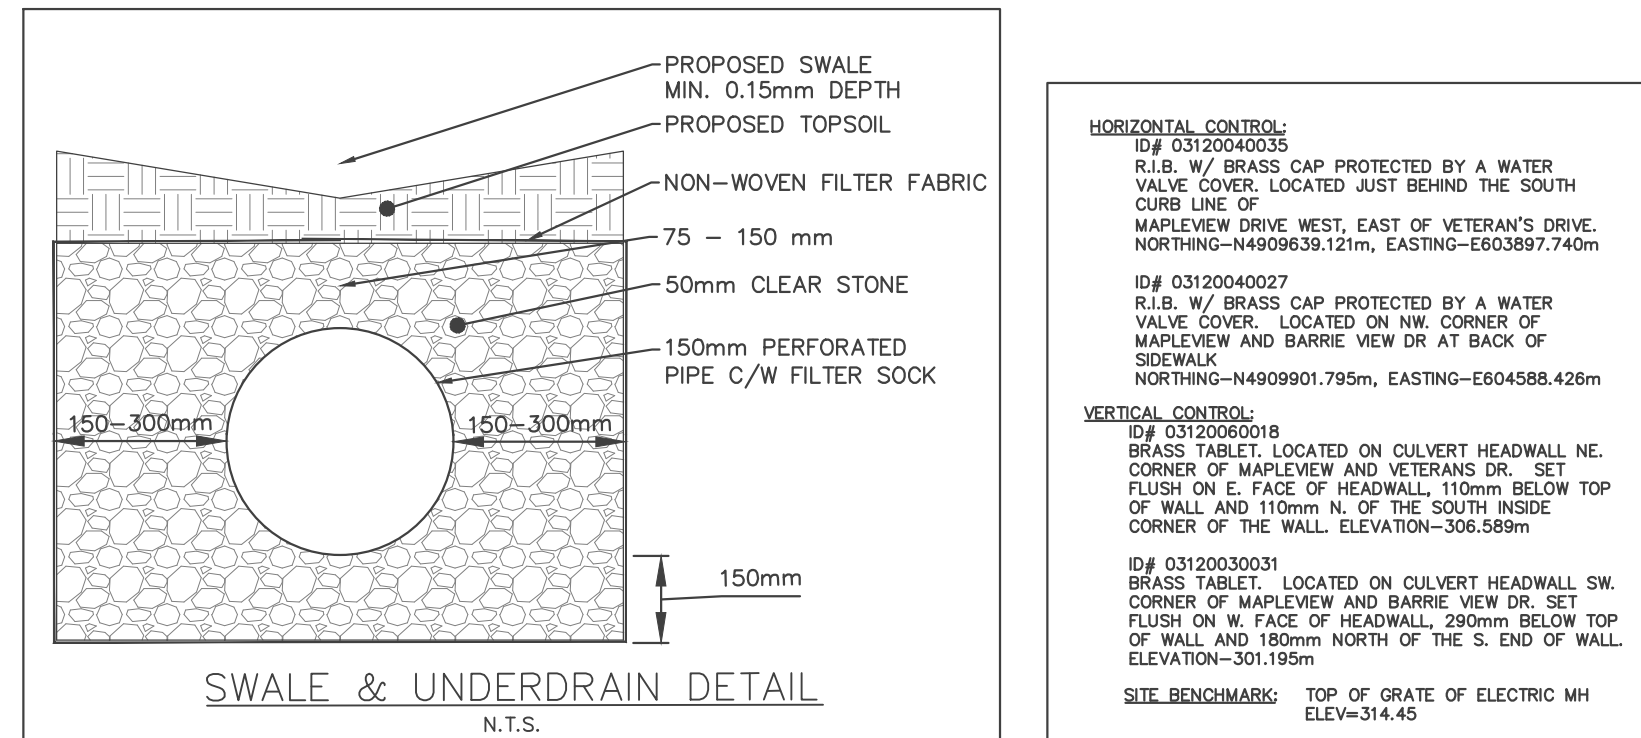 PROPOSED SWALE
MIN. 0.15mm DEPTH
PROPOSED TOPSOIL
NON-WOVEN FILTER FABRIC
75 - 150 mm
50mm CLEAR STONE
150mm PERFORATED
PIPE C/W FILTER SOCK
150-300mm
150-300mm
150mm
SWALE & UNDERDRAIN DETAIL
N.T.S.
HORIZONTAL CONTROL:
ID# 03120040035
R.I.B. W/ BRASS CAP PROTECTED BY A WATER
VALVE COVER. LOCATED JUST BEHIND THE SOUTH
CURB LINE OF
MAPLEVIEW DRIVE WEST, EAST OF VETERAN'S DRIVE.
NORTHING-N4909639.121m, EASTING-E603897.740m
ID# 03120040027
R.I.B. W/ BRASS CAP PROTECTED BY A WATER
VALVE COVER. LOCATED ON NW. CORNER OF
MAPLEVIEW AND BARRIE VIEW DR AT BACK OF
SIDEWALK
NORTHING-N4909901.795m, EASTING-E604588.426m
VERTICAL CONTROL:
ID# 03120060018
BRASS TABLET. LOCATED ON CULVERT HEADWALL NE.
CORNER OF MAPLEVIEW AND VETERANS DR. SET
FLUSH ON E. FACE OF HEADWALL, 110mm BELOW TOP
OF WALL AND 110mm N. OF THE SOUTH INSIDE
CORNER OF THE WALL. ELEVATION-306.589m
ID# 03120030031
BRASS TABLET. LOCATED ON CULVERT HEADWALL SW.
CORNER OF MAPLEVIEW AND BARRIE VIEW DR. SET
FLUSH ON W. FACE OF HEADWALL, 290mm BELOW TOP
OF WALL AND 180mm NORTH OF THE S. END OF WALL.
ELEVATION-301.195m
SITE BENCHMARK: TOP OF GRATE OF ELECTRIC MH
ELEV=314.45